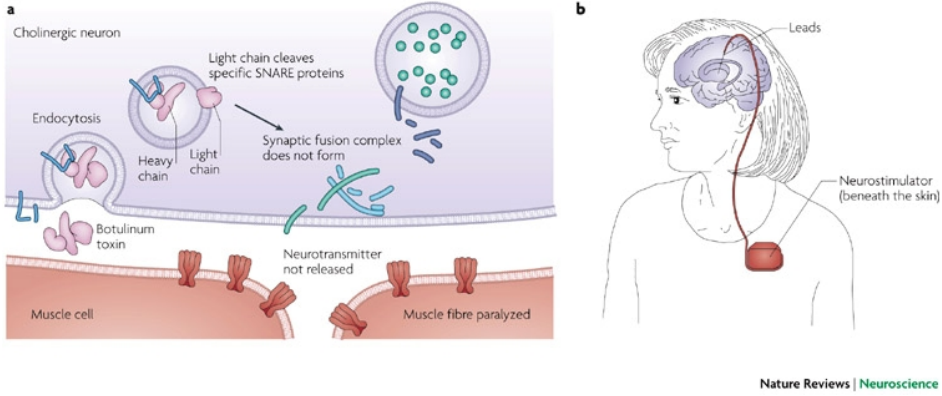 a
Cholinergic neuron
Light chain cleaves
specific SNARE proteins
Endocytosis
Heavy
chain
Light
chain
Synaptic fusion complex
does not form
Botulinum
toxin
Neurotransmitter
not released
Muscle cell
Muscle fibre paralyzed
b
Leads
Neurostimulator
(beneath the skin)
Nature Reviews | Neuroscience